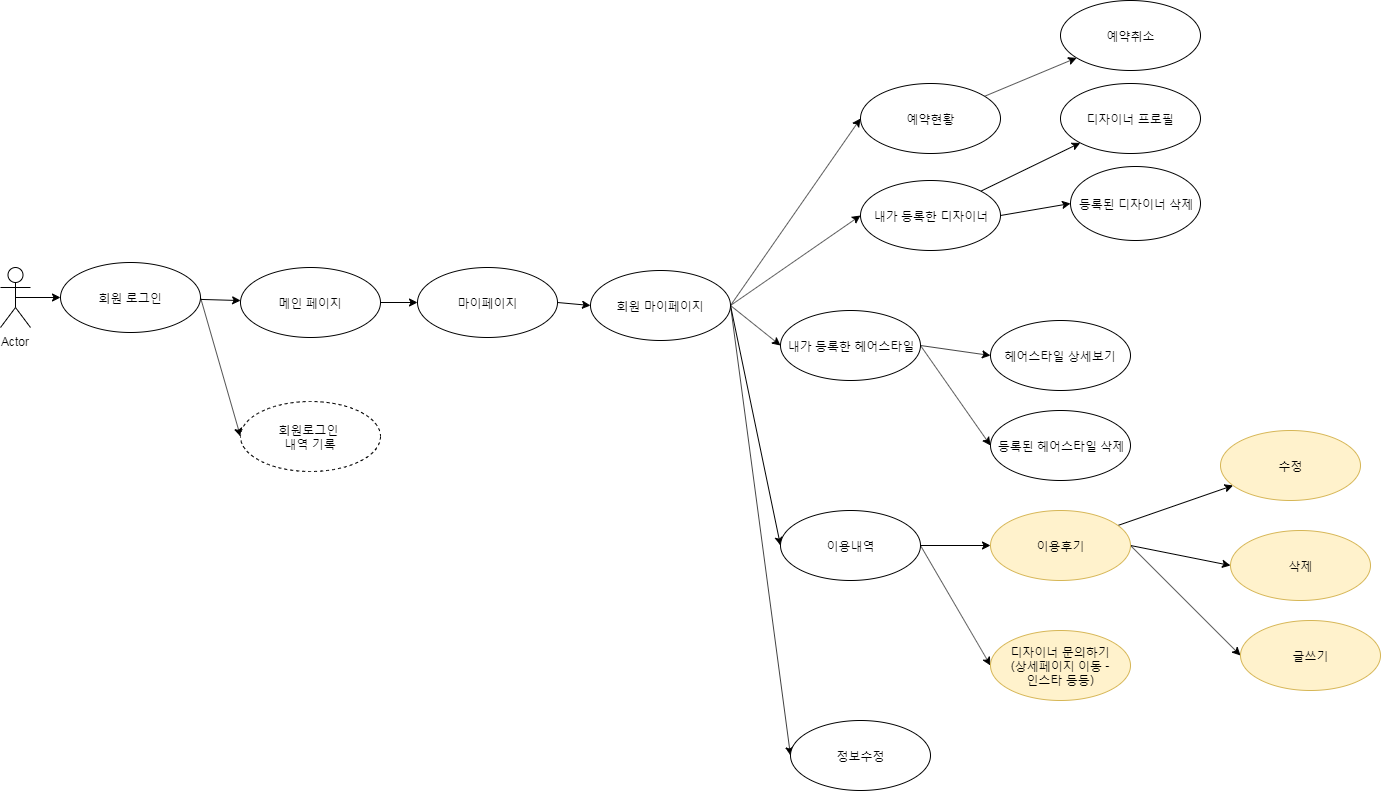 예약취소
예약현황
디자이너 프로필
내가 등록한 디자이너
등록된 디자이너 삭제
Actor
회원 로그인
메인 페이지
마이페이지
회원 마이페이지
내가 등록한 헤어스타일
헤어스타일 상세보기
회원로그인
내역 기록
등록된 헤어스타일 삭제
수정
이용내역
이용후기
삭제
디자이너 문의하기
(상세페이지 이동 -
인스타 등등)
글쓰기
정보수정